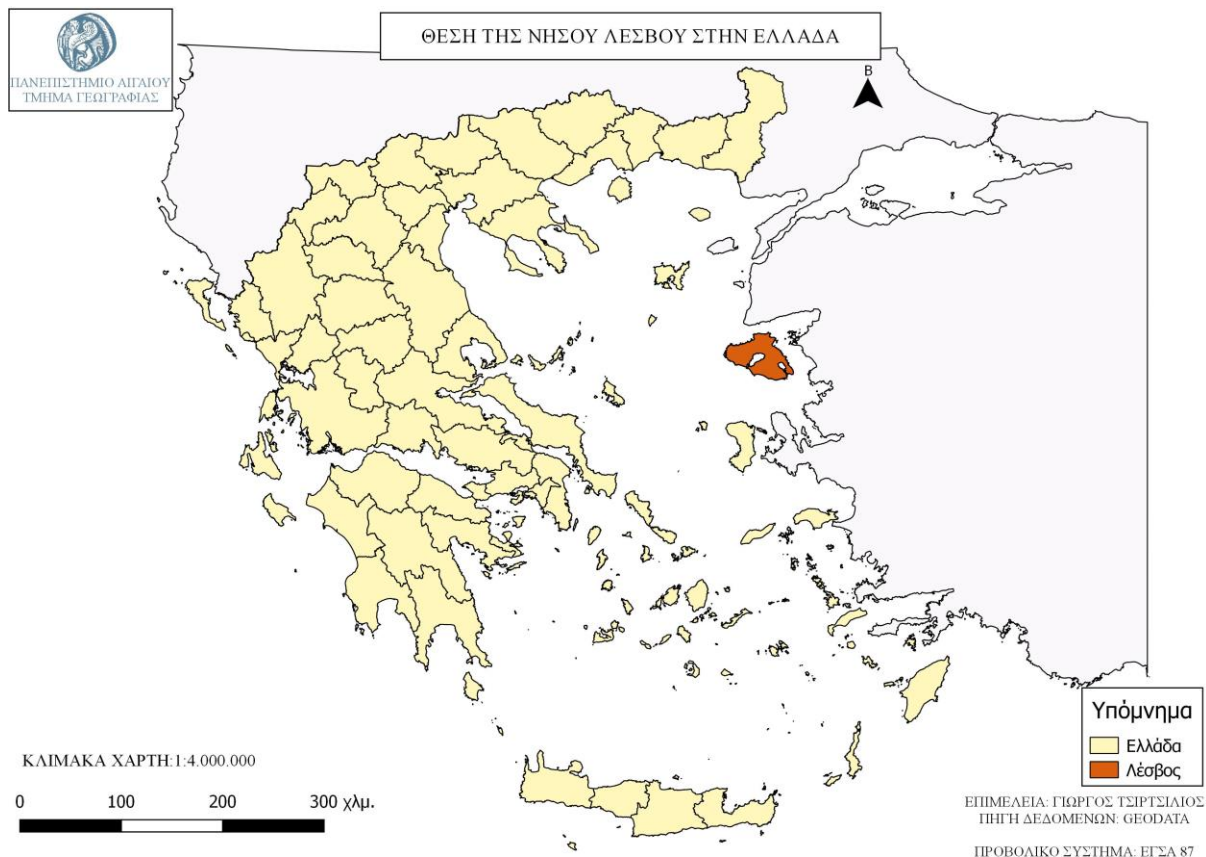 ΠΑΝΕΠΙΣΤΗΜΙΟ ΑΙΓΑΙΟΥ
ΤΜΗΜΑ ΓΕΩΓΡΑΦΙΑΣ
ΘΕΣΗ ΤΗΣ ΝΗΣΟΥ ΛΕΣΒΟΥ ΣΤΗΝ ΕΛΛΑΔΑ
Β
ΚΛΙΜΑΚΑ ΧΑΡΤΗ:1:4.000.000
0 100 200 300 χλμ.
Υπόμνημα
Ελλάδα
Λέσβος
ΕΠΙΜΕΛΕΙΑ: ΓΙΩΡΓΟΣ ΤΣΙΡΤΣΙΛΙΟΣ
ΠΗΓΗ ΔΕΔΟΜΕΝΩΝ: GEODATA
ΠΡΟΒΟΛΙΚΟ ΣΥΣΤΗΜΑ: ΕΓΣΑ 87